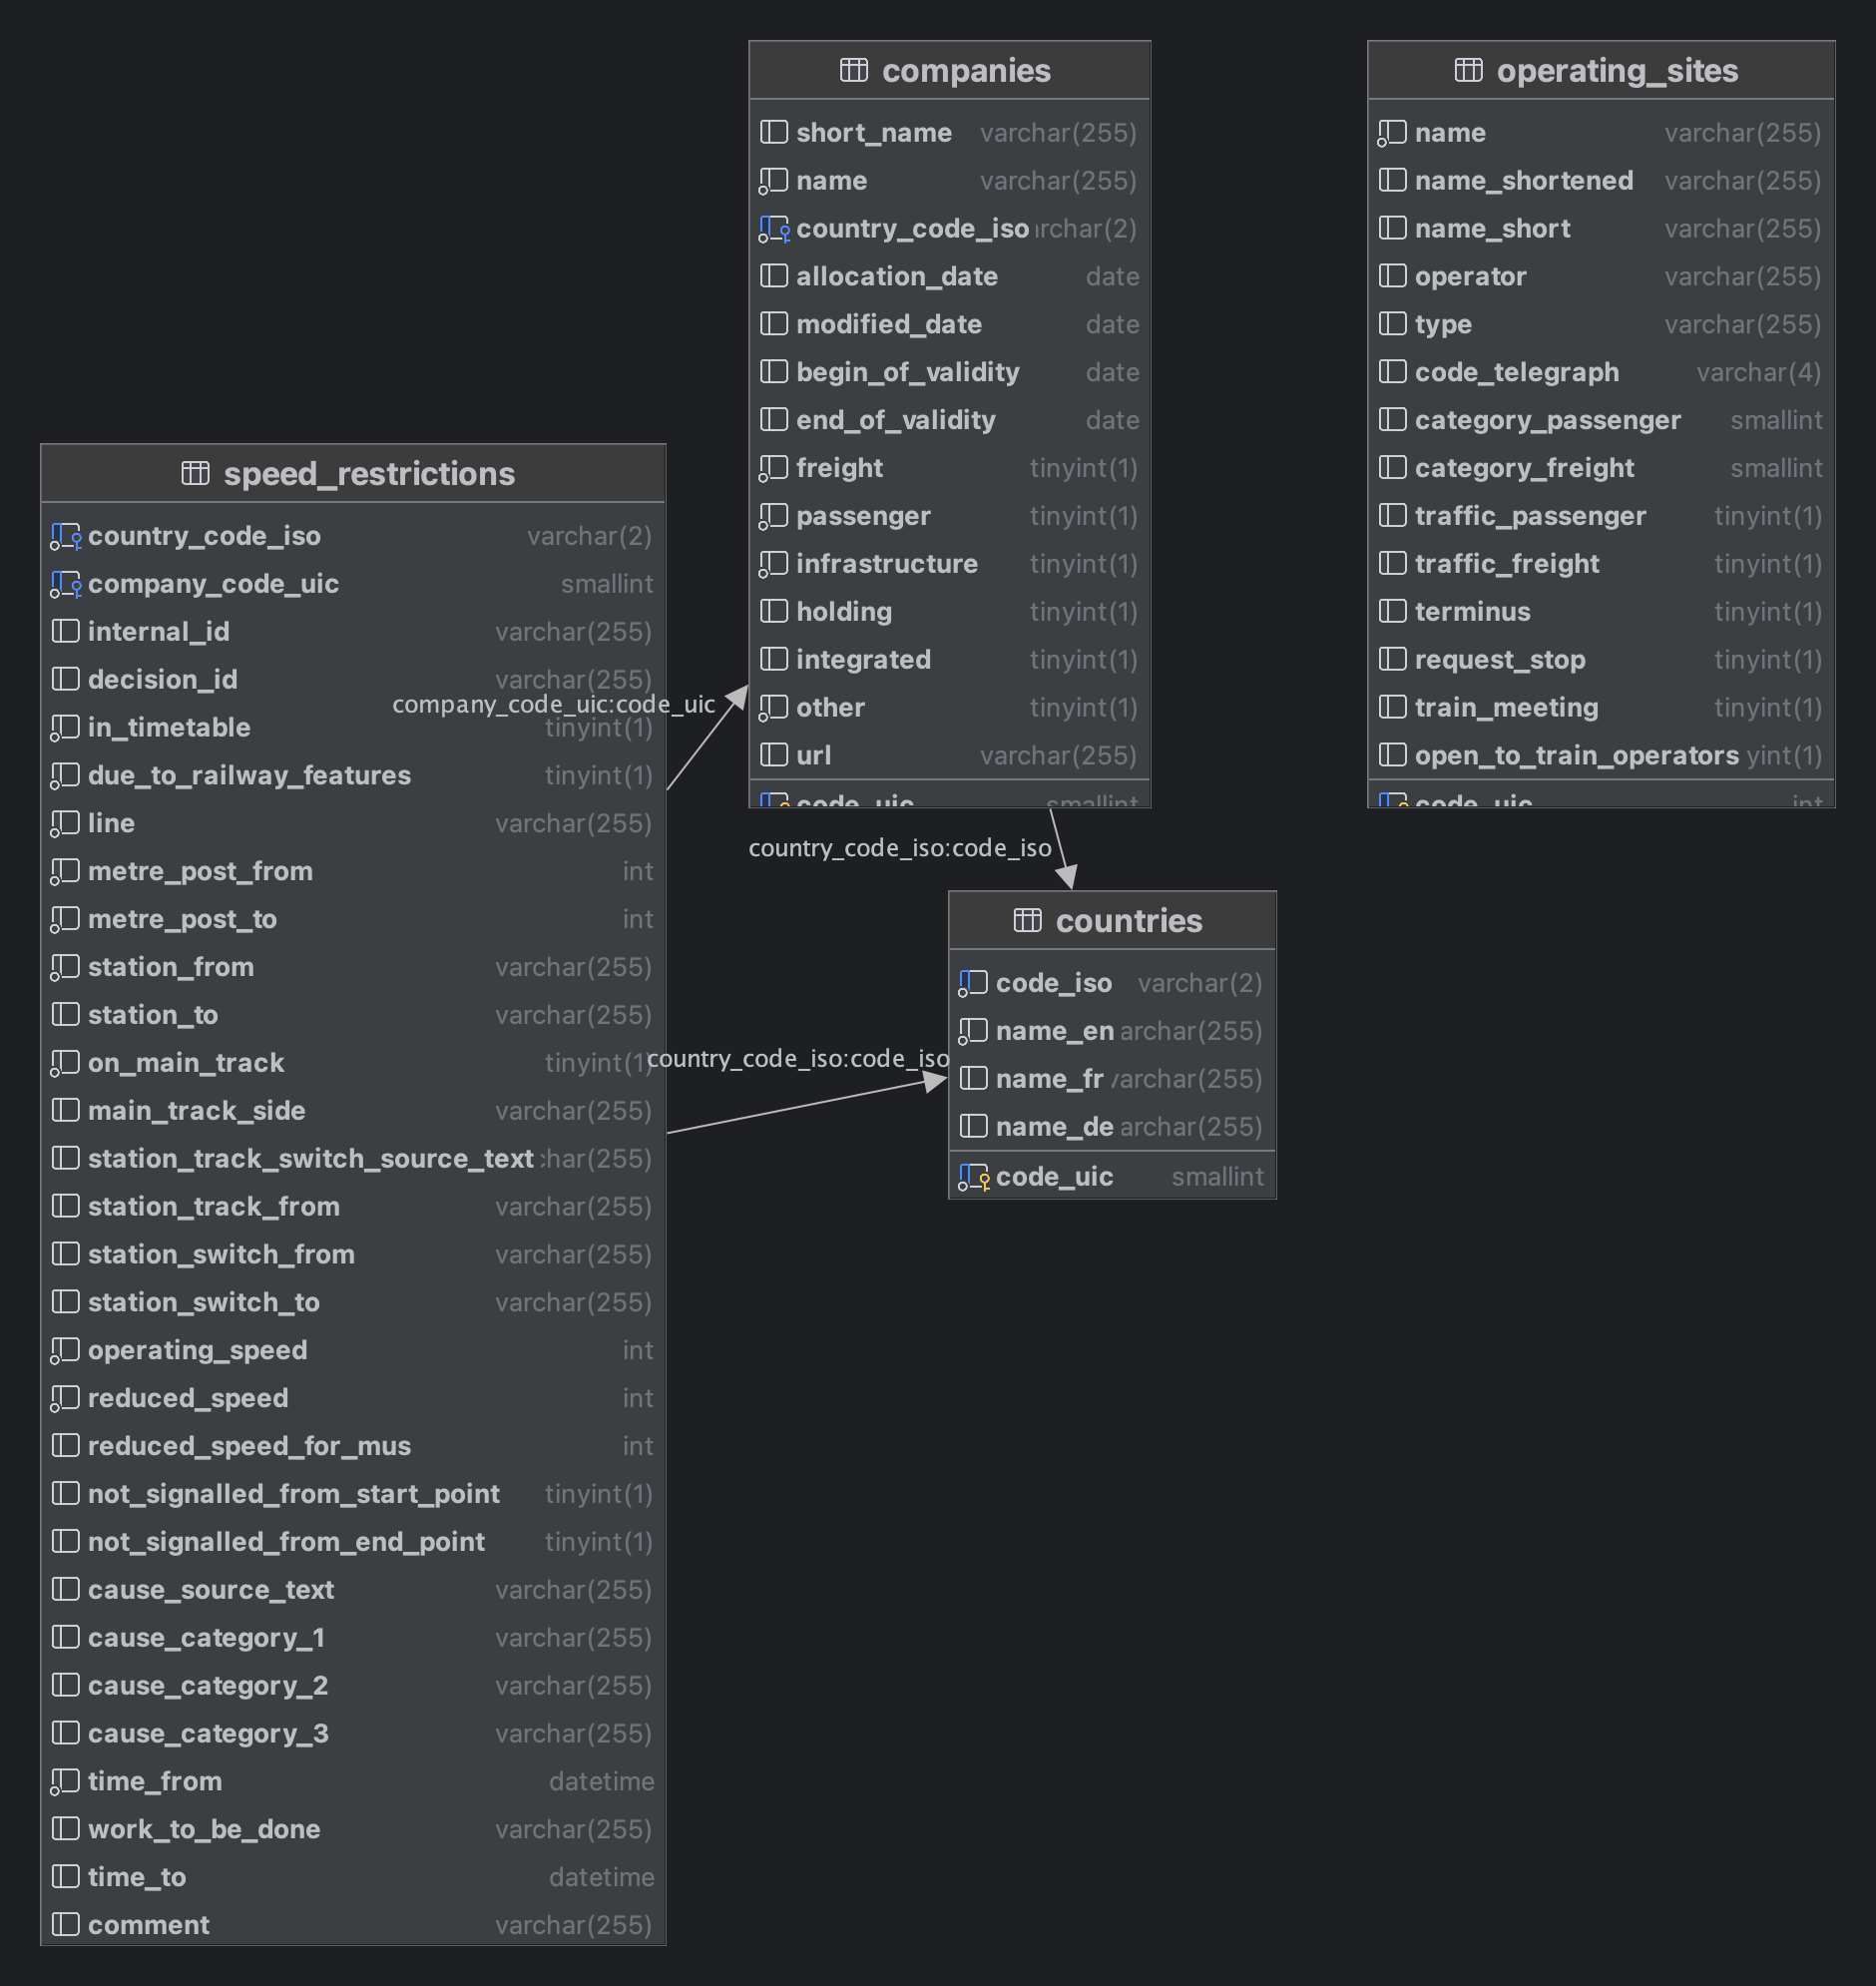 companies
short_name varchar(255)
name varchar(255)
country_code_iso rchar(2)
allocation_date date
modified_date date
begin_of_validity date
end_of_validity date
freight tinyint(1)
passenger tinyint(1)
infrastructure tinyint(1)
holding tinyint(1)
integrated tinyint(1)
other tinyint(1)
url varchar(255)
code_uic smallint
operating_sites
name varchar(255)
name_shortened varchar(255)
name_short varchar(255)
operator varchar(255)
type varchar(255)
code_telegraph varchar(4)
category_passenger smallint
category_freight smallint
traffic_passenger tinyint(1)
traffic_freight tinyint(1)
terminus tinyint(1)
request_stop tinyint(1)
train_meeting tinyint(1)
open_to_train_operators yint(1)
code_uic int
speed_restrictions
country_code_iso varchar(2)
company_code_uic smallint
internal_id varchar(255)
decision_id varchar(255)
in_timetable tinyint(1)
due_to_railway_features tinyint(1)
line varchar(255)
metre_post_from int
metre_post_to int
station_from varchar(255)
station_to varchar(255)
on_main_track tinyint(1)
main_track_side varchar(255)
station_track_switch_source_text char(255)
station_track_from varchar(255)
station_switch_from varchar(255)
station_switch_to varchar(255)
operating_speed int
reduced_speed int
reduced_speed_for_mus int
not_signalled_from_start_point tinyint(1)
not_signalled_from_end_point tinyint(1)
cause_source_text varchar(255)
cause_category_1 varchar(255)
cause_category_2 varchar(255)
cause_category_3 varchar(255)
time_from datetime
work_to_be_done varchar(255)
time_to datetime
comment varchar(255)
company_code_uic:code_uic
country_code_iso:code_iso
country_code_iso:code_iso
countries
code_iso varchar(2)
name_en archar(255)
name_fr varchar(255)
name_de archar(255)
code_uic smallint